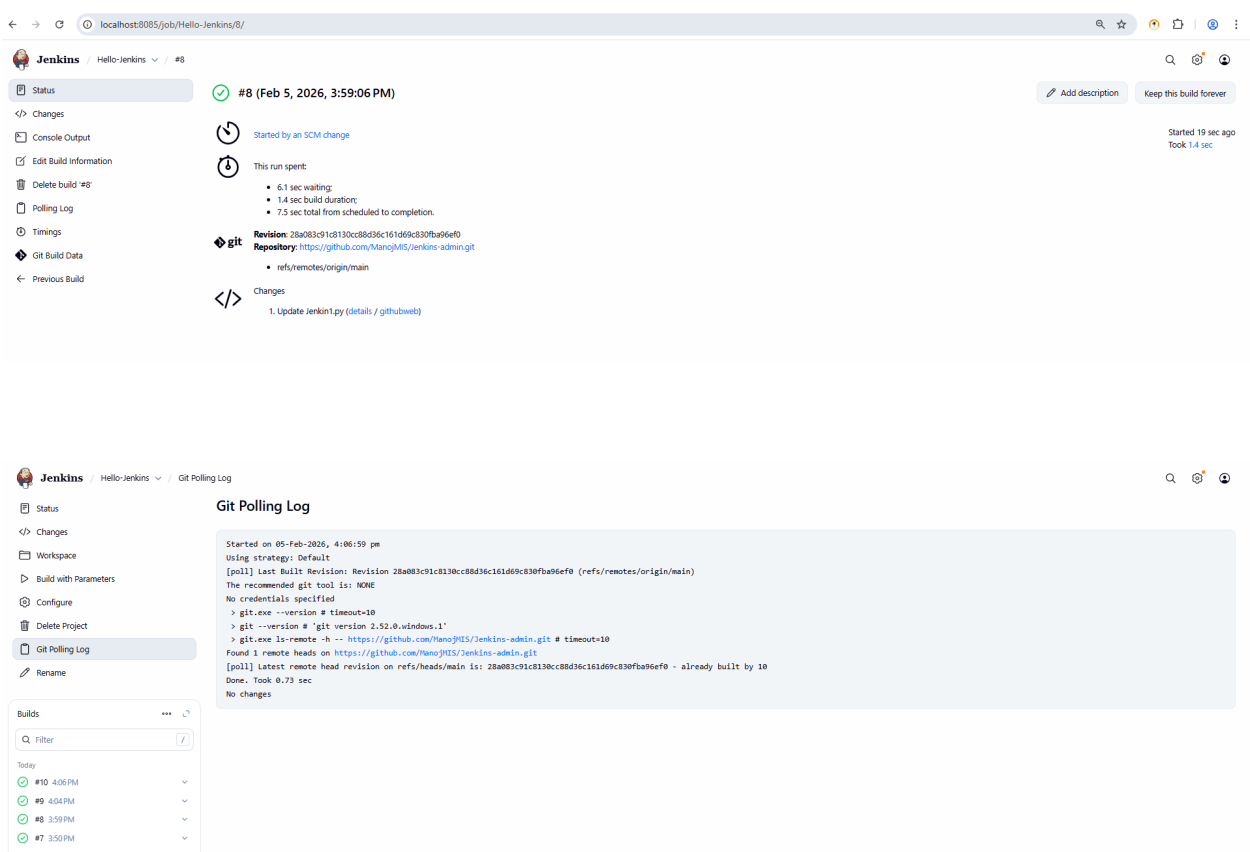 localhost:8085/job/Hello-Jenkins/8/
Jenkins / Hello-Jenkins / #8
Status
Changes
Console Output
Edit Build Information
Delete build '#8'
Polling Log
Timings
Git Build Data
Previous Build
#8 (Feb 5, 2026, 3:59:06 PM)
Add description
Keep this build forever
Started by an SCM change
Started 19 sec ago
Took 1.4 sec
This run spent:
6.1 sec waiting;
1.4 sec build duration;
7.5 sec total from scheduled to completion.
git
Revision: 28a083c91c8130cc88d36c161d69c830fba96ef0
Repository: https://github.com/ManojMIS/Jenkins-admin.git
refs/remotes/origin/main
Changes
1. Update Jenkin1.py (details / githubweb)
Jenkins / Hello-Jenkins / Git Polling Log
Status
Changes
Workspace
Build with Parameters
Configure
Delete Project
Git Polling Log
Rename
Git Polling Log
Started on 05-Feb-2026, 4:06:59 pm
Using strategy: Default
[poll] Last Built Revision: Revision 28a083c91c8130cc88d36c161d69c830fba96ef0 (refs/remotes/origin/main)
The recommended git tool is: NONE
No credentials specified
> git.exe --version # timeout=10
> git --version # 'git version 2.52.0.windows.1'
> git.exe ls-remote -h -- https://github.com/ManojMIS/Jenkins-admin.git # timeout=10
Found 1 remote heads on https://github.com/ManojMIS/Jenkins-admin.git
[poll] Latest remote head revision on refs/heads/main is: 28a083c91c8130cc88d36c161d69c830fba96ef0 - already built by 10
Done. Took 0.73 sec
No changes
Builds
Filter /
Today
#10 4:06 PM
#9 4:04 PM
#8 3:59 PM
#7 3:50 PM